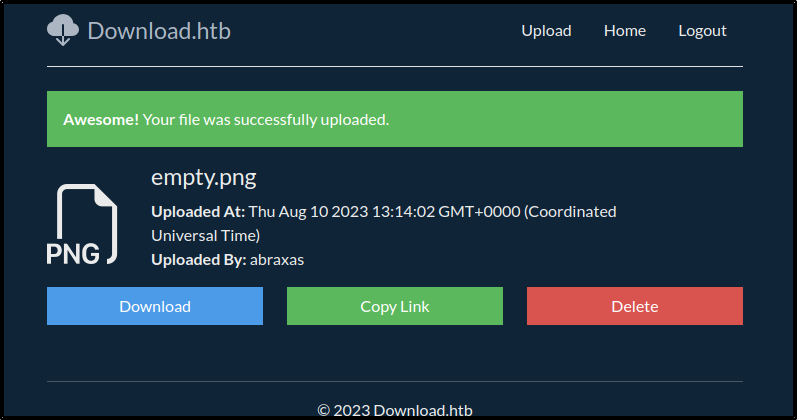 Download.htb
Upload Home Logout
Awesome! Your file was successfully uploaded.
empty.png
Uploaded At: Thu Aug 10 2023 13:14:02 GMT+0000 (Coordinated
Universal Time)
Uploaded By: abraxas
PNG
Download Copy Link Delete
© 2023 Download.htb